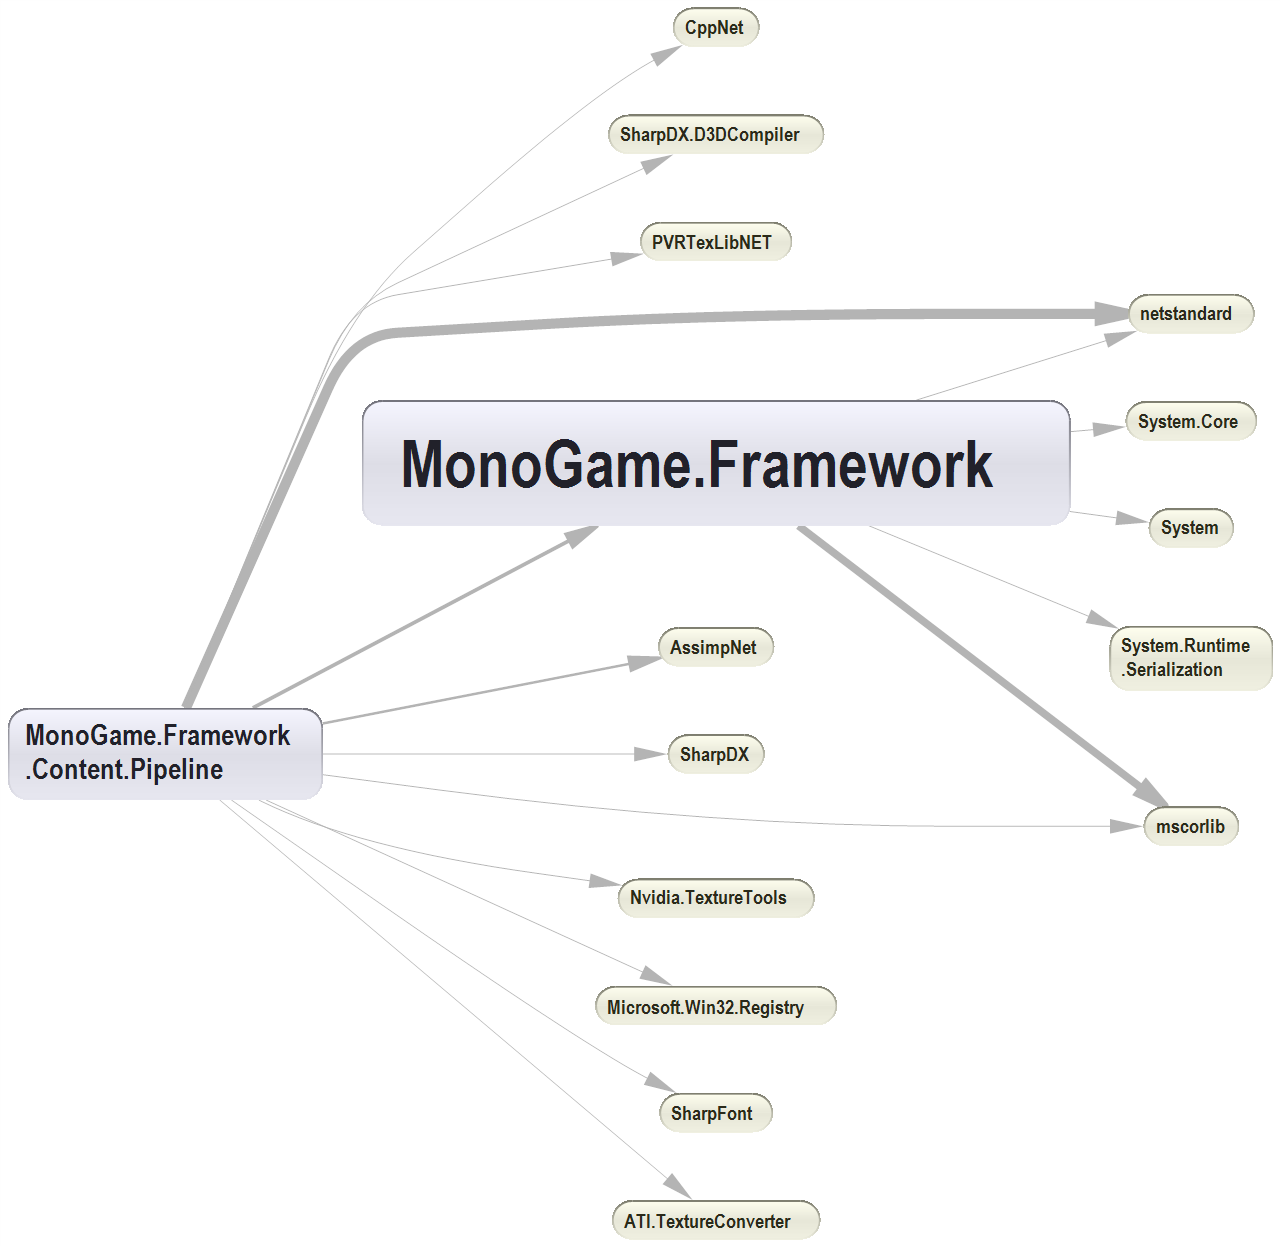 CppNet
SharpDX.D3DCompiler
PVRTexLibNET
netstandard
System.Core
MonoGame.Framework
System
AssimpNet
System.Runtime
.Serialization
MonoGame.Framework
.Content.Pipeline
SharpDX
mscorlib
Nvidia.TextureTools
Microsoft.Win32.Registry
SharpFont
ATI.TextureConverter